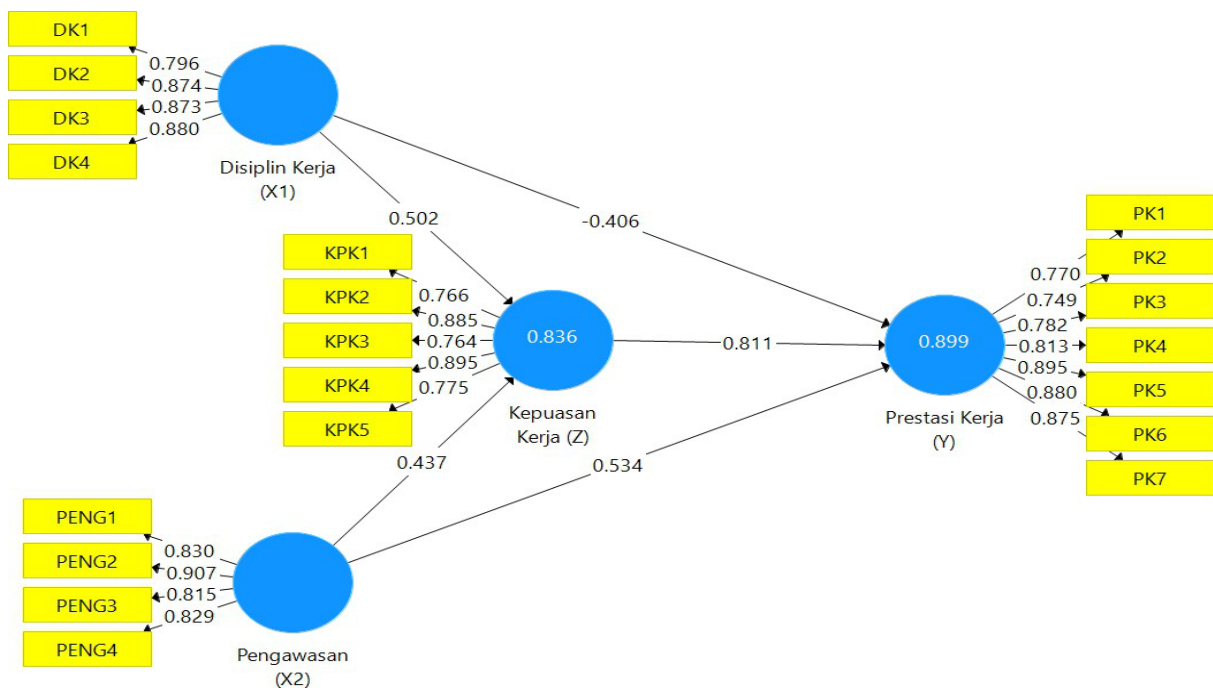 DK1
DK2
DK3
DK4
0.796
0.874
0.873
0.880
Disiplin Kerja
(X1)
0.502
-0.406
KPK1
KPK2
KPK3
KPK4
KPK5
0.766
0.885
0.764
0.895
0.775
0.836
Kepuasan
Kerja (Z)
0.811
0.437
0.534
0.899
Prestasi Kerja
(Y)
0.770
0.749
0.782
0.813
0.895
0.880
0.875
PK1
PK2
PK3
PK4
PK5
PK6
PK7
PENG1
PENG2
PENG3
PENG4
0.830
0.907
0.815
0.829
Pengawasan
(X2)